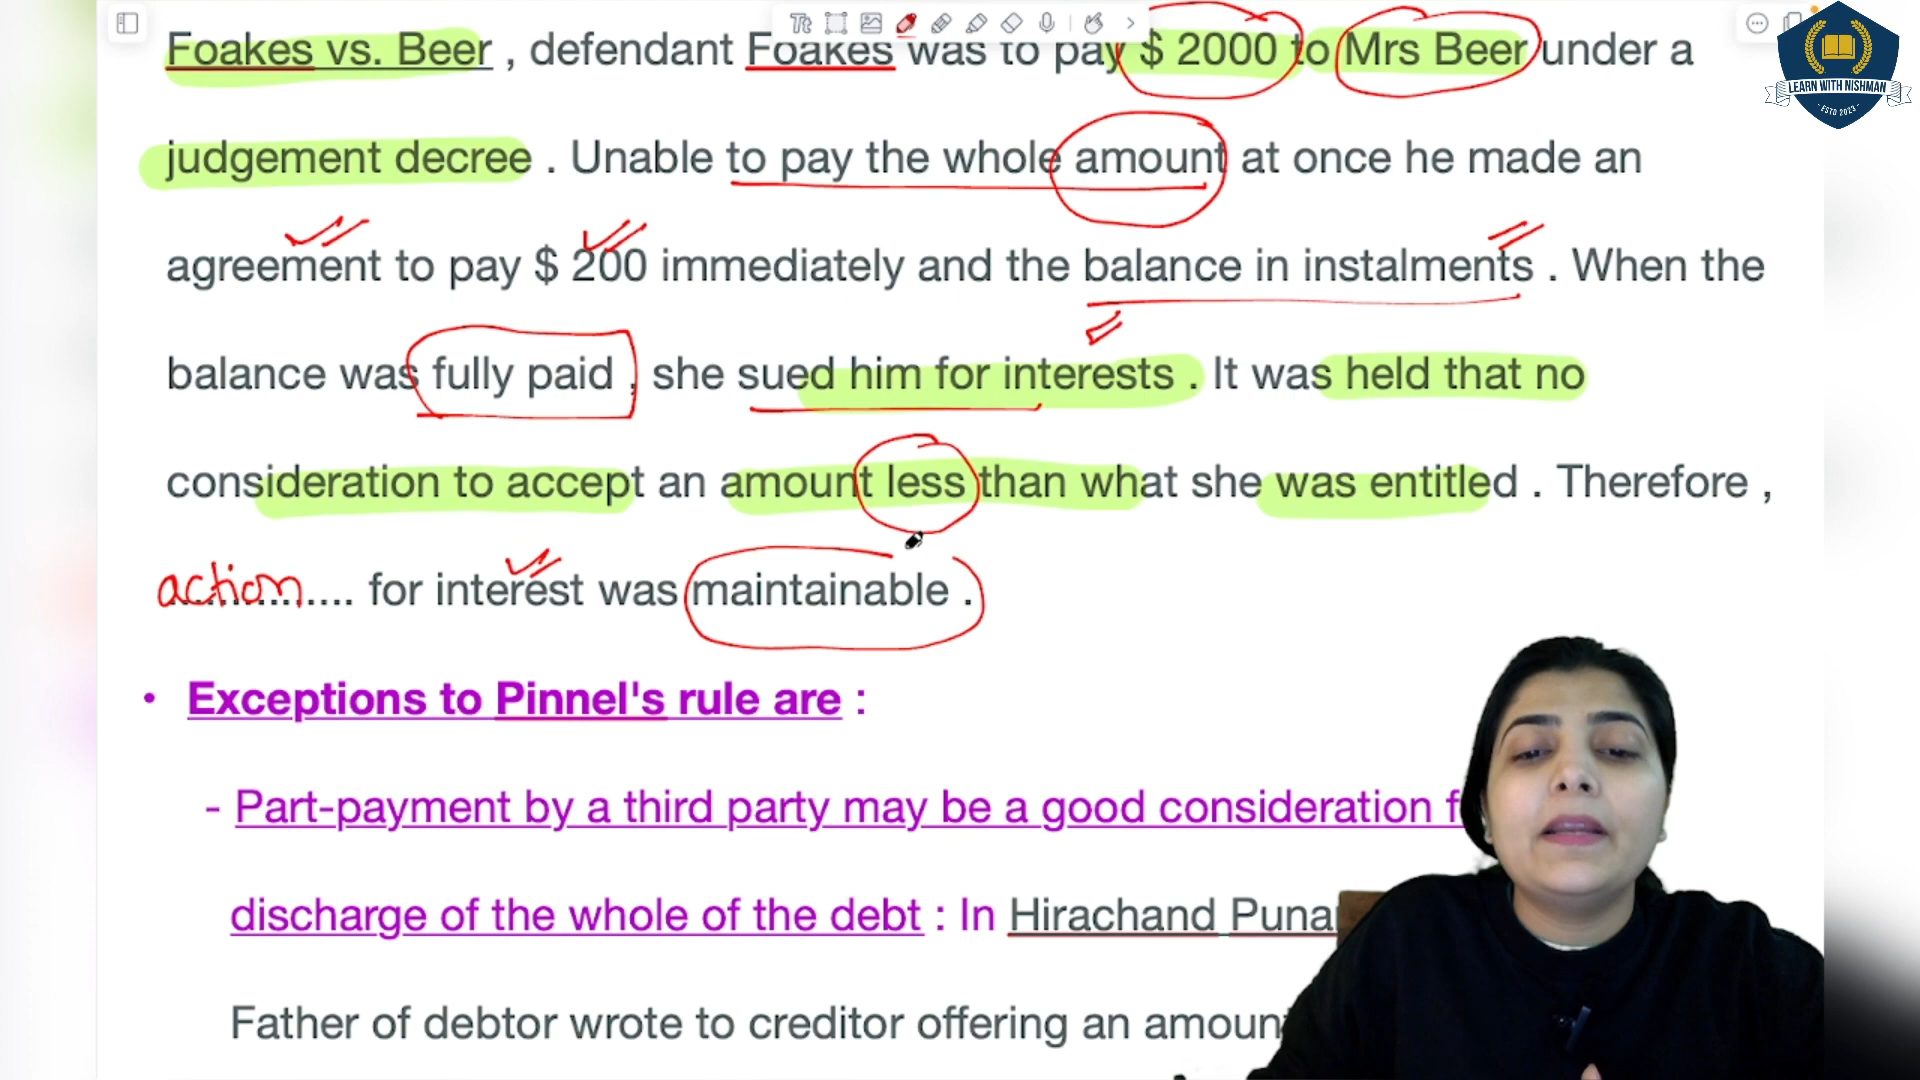 Foakes vs. Beer , defendant Foakes was to pay $ 2000 to Mrs Beer under a
judgement decree . Unable to pay the whole amount at once he made an
agreement to pay $ 200 immediately and the balance in instalments . When the
balance was fully paid , she sued him for interests . It was held that no
consideration to accept an amount less than what she was entitled . Therefore ,
action.............. for interest was maintainable .
• Exceptions to Pinnel's rule are :
- Part-payment by a third party may be a good consideration
discharge of the whole of the debt : In Hirachand
Father of debtor wrote to creditor offering an
Tt
LEARN WITH NISHMAN
- ESTD 2023 -